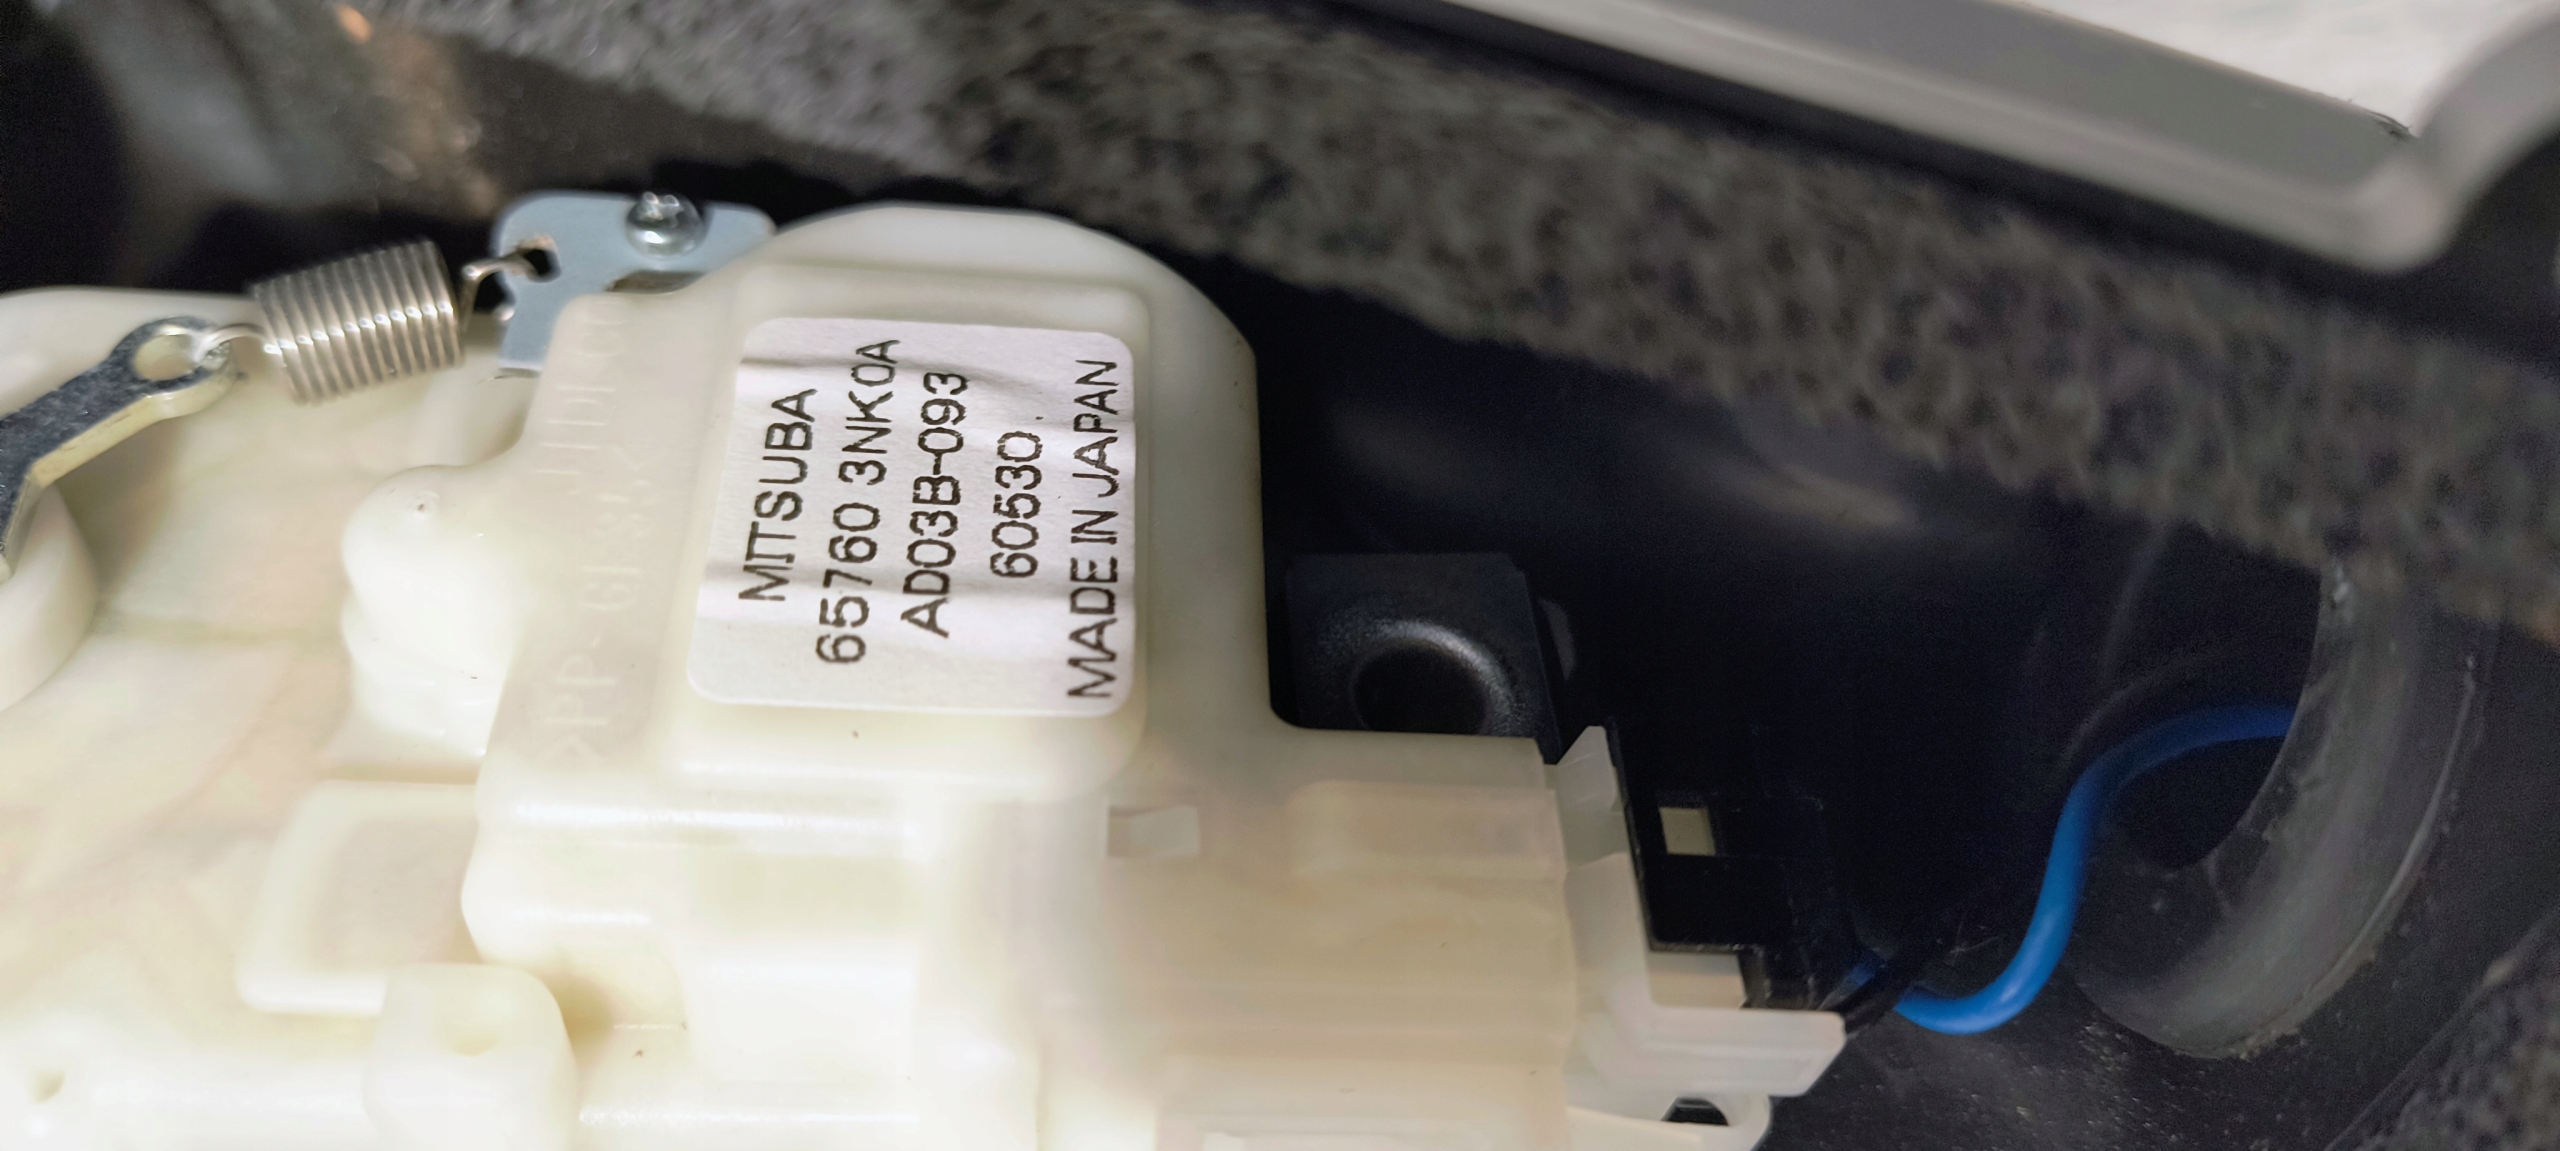 MITSUBA
65760 3NK0A
AD03B-093
60530.
MADE IN JAPAN